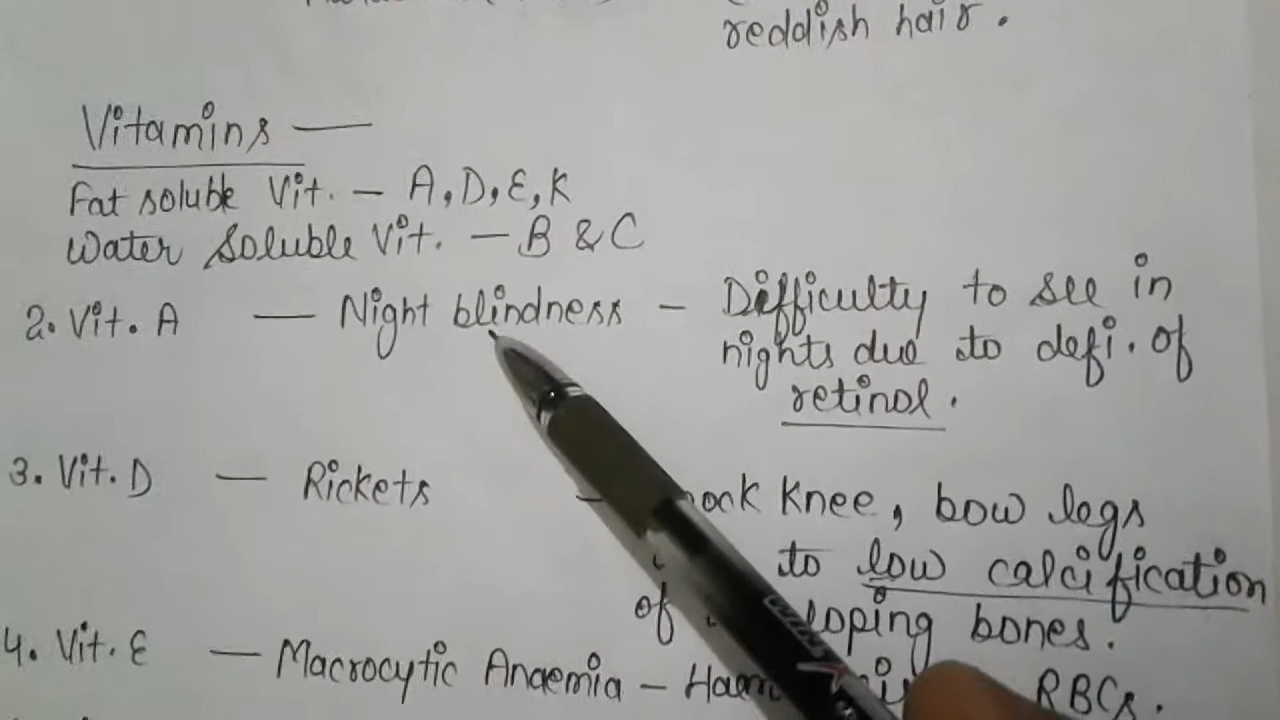 reddish hair.
Vitamins —
Fat soluble Vit. — A, D, E, K
Water soluble Vit. — B & C
2. Vit. A — Night blindness — Difficulty to see in
nights due to defi. of
retinol.
3. Vit. D — Rickets — knee, bow legs
to low calcification
of bones.
4. Vit. E — Macrocytic Anaemia — RBCs.